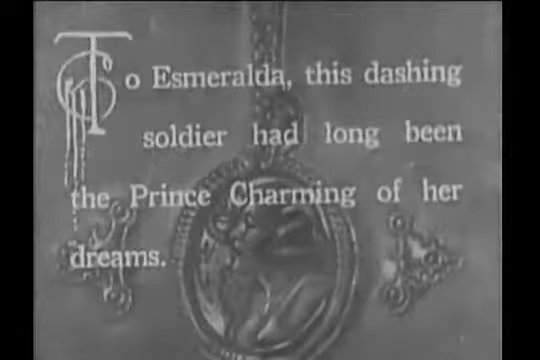 To Esmeralda, this dashing
soldier had long been
the Prince Charming of her
dreams.